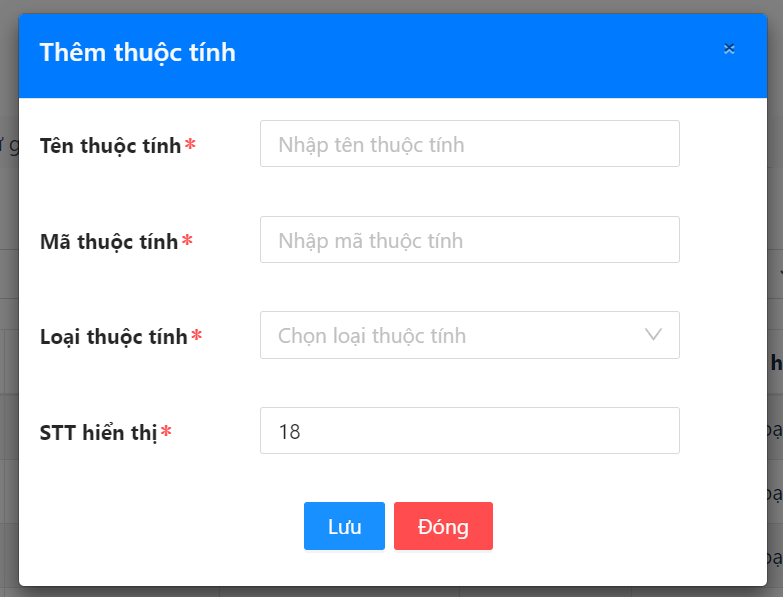 Thêm thuộc tính ×
Tên thuộc tính* Nhập tên thuộc tính
Mã thuộc tính* Nhập mã thuộc tính
Loại thuộc tính* Chọn loại thuộc tính
STT hiển thị* 18
Lưu Đóng